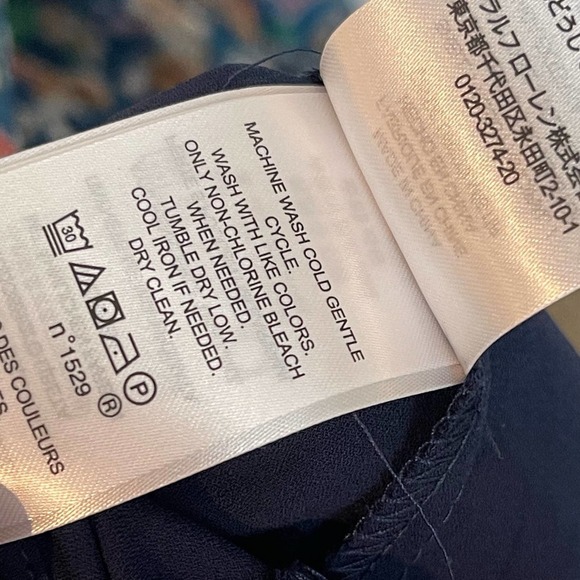 MACHINE WASH COLD GENTLE
CYCLE.
WASH WITH LIKE COLORS.
ONLY NON-CHLORINE BLEACH
WHEN NEEDED.
TUMBLE DRY LOW.
COOL IRON IF NEEDED.
DRY CLEAN.
30
P
n°1529 ®
DES COULEURS
ラルフ ローレン株式会
東京都千代田区永田町2-10-1
0120-3274-20